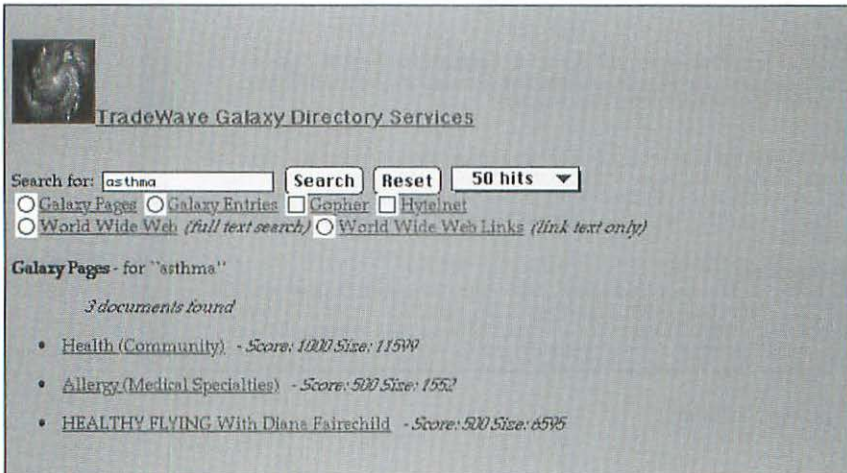 TradeWave Galaxy Directory Services
Search for: asthma Search Reset 50 hits
Galaxy Pages Galaxy Entries Gopher Hytelnet
World Wide Web (full text search) World Wide Web Links (link text only)
Galaxy Pages - for "asthma"
3 documents found
Health (Community) - Score: 1000 Size: 11599
Allergy (Medical Specialties) - Score: 500 Size: 1552
HEALTHY FLYING With Diana Fairechild - Score: 500 Size: 6595